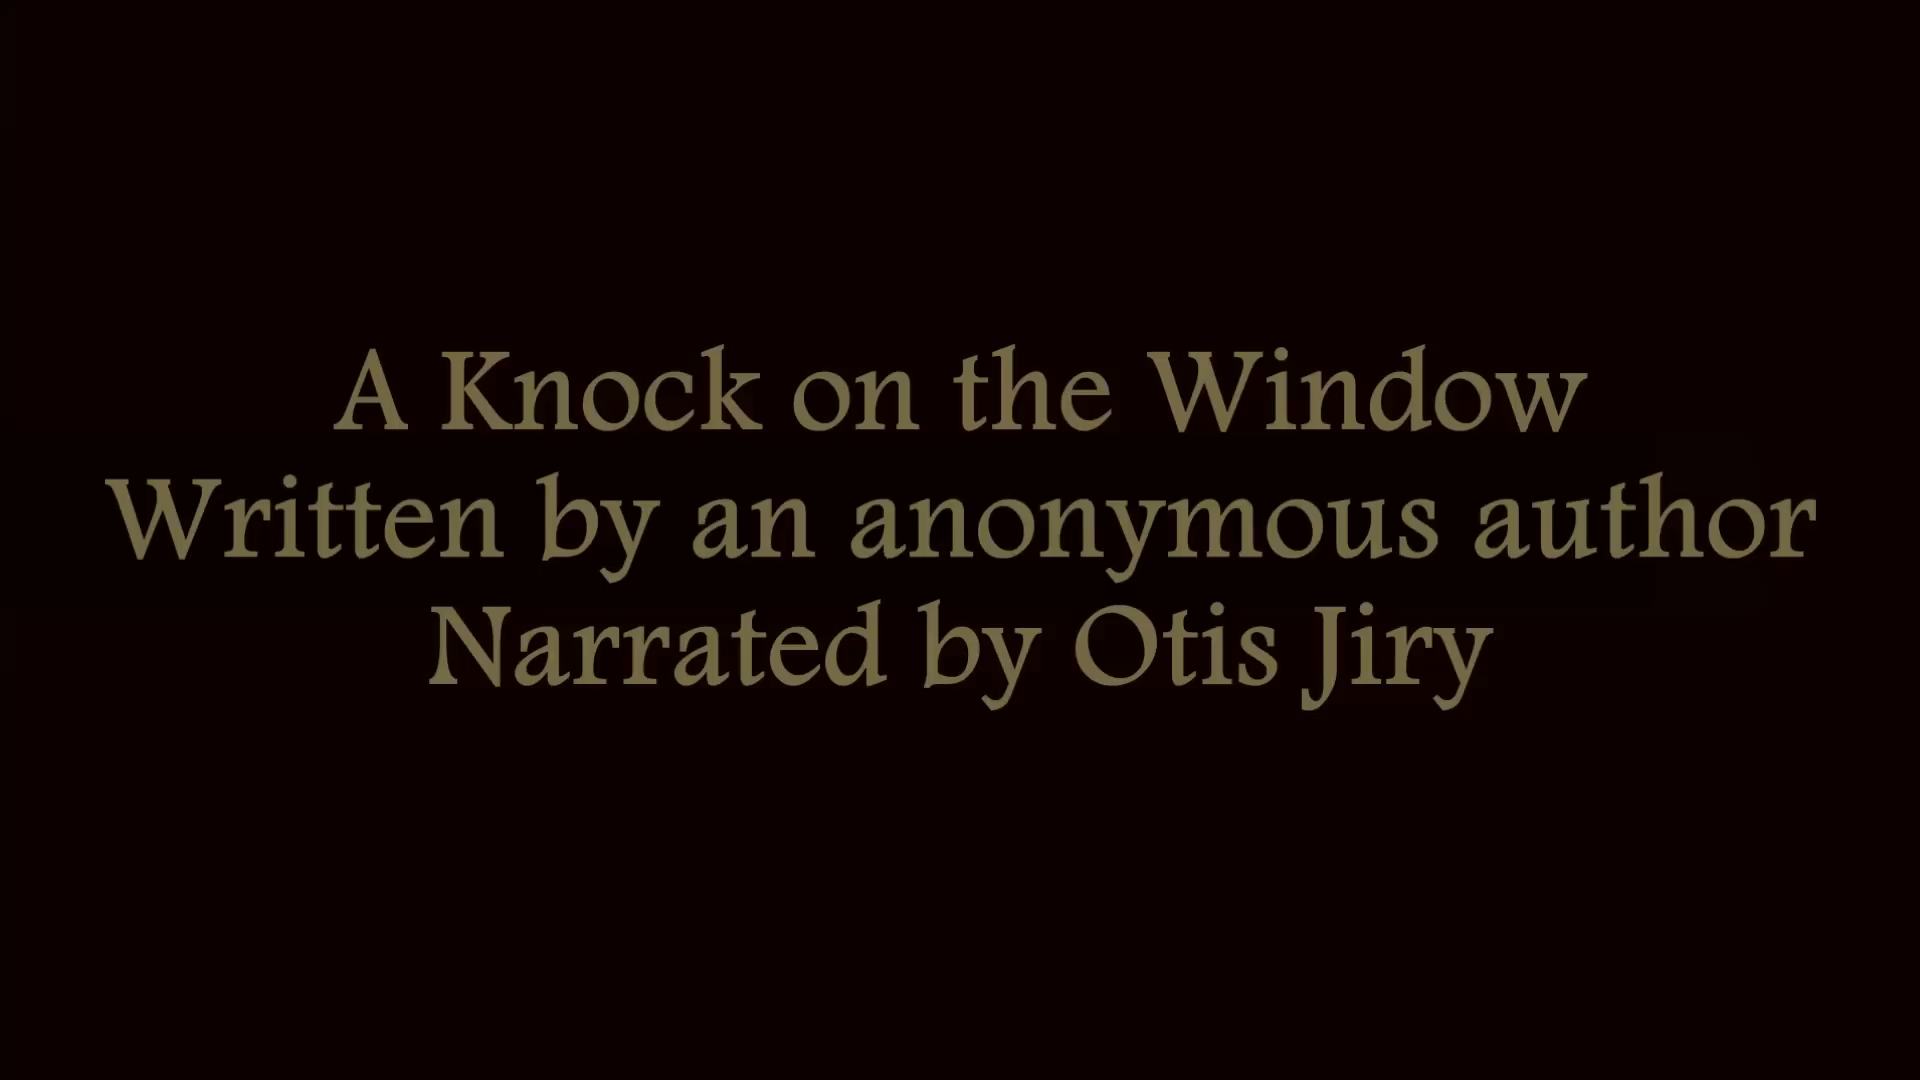 A Knock on the Window
Written by an anonymous author
Narrated by Otis Jiry